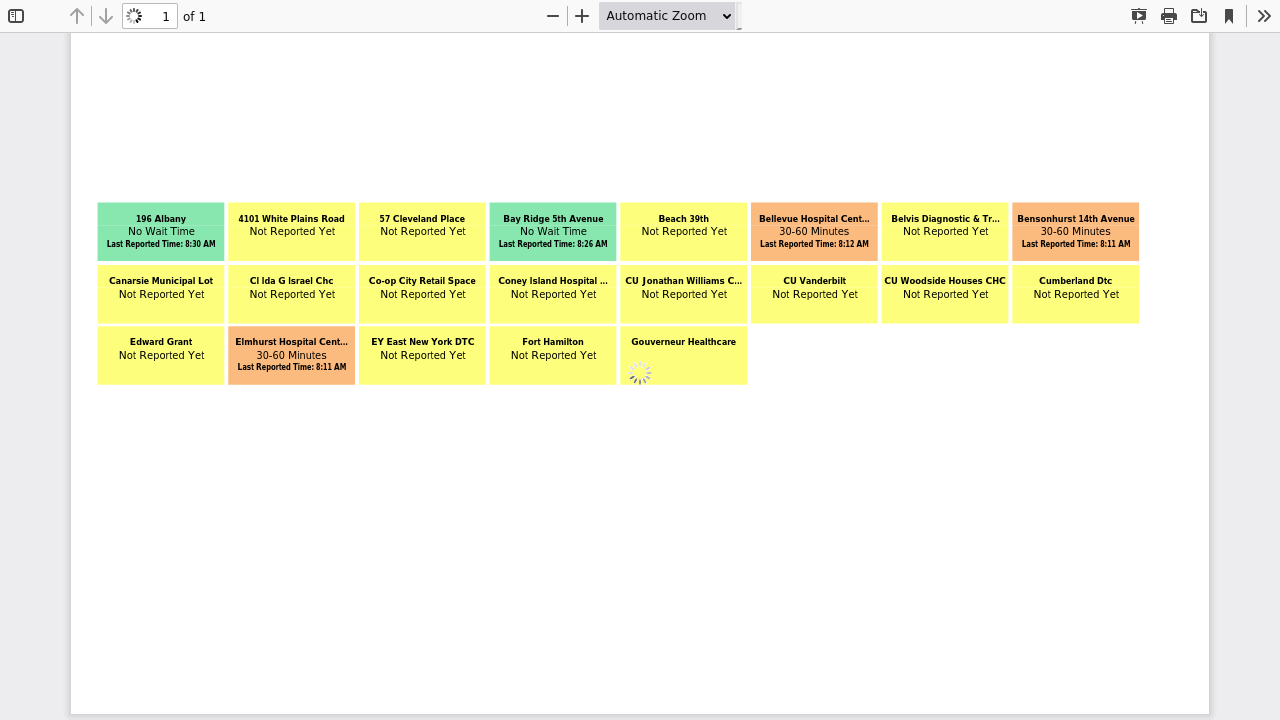 1 of 1 Automatic Zoom
196 Albany
No Wait Time
Last Reported Time: 8:30 AM
4101 White Plains Road
Not Reported Yet
57 Cleveland Place
Not Reported Yet
Bay Ridge 5th Avenue
No Wait Time
Last Reported Time: 8:26 AM
Beach 39th
Not Reported Yet
Bellevue Hospital Cent...
30-60 Minutes
Last Reported Time: 8:12 AM
Belvis Diagnostic & Tr...
Not Reported Yet
Bensonhurst 14th Avenue
30-60 Minutes
Last Reported Time: 8:11 AM
Canarsie Municipal Lot
Not Reported Yet
CI Ida G Israel Chc
Not Reported Yet
Co-op City Retail Space
Not Reported Yet
Coney Island Hospital ...
Not Reported Yet
CU Jonathan Williams C...
Not Reported Yet
CU Vanderbilt
Not Reported Yet
CU Woodside Houses CHC
Not Reported Yet
Cumberland Dtc
Not Reported Yet
Edward Grant
Not Reported Yet
Elmhurst Hospital Cent...
30-60 Minutes
Last Reported Time: 8:11 AM
EY East New York DTC
Not Reported Yet
Fort Hamilton
Not Reported Yet
Gouverneur Healthcare